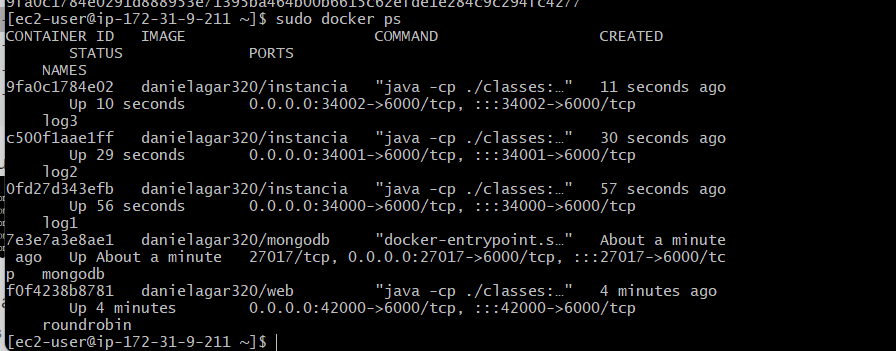 9fa0c1784e0291d888953e71395ba464b00b6615c62efde1e284c9c294fc4277
[ec2-user@ip-172-31-9-211 ~]$ sudo docker ps
CONTAINER ID   IMAGE                    COMMAND                  CREATED
       STATUS              PORTS
    NAMES
9fa0c1784e02   danielagar320/instancia   "java -cp ./classes:…"   11 seconds ago
       Up 10 seconds       0.0.0.0:34002->6000/tcp, :::34002->6000/tcp
    log3
c500f1aae1ff   danielagar320/instancia   "java -cp ./classes:…"   30 seconds ago
       Up 29 seconds       0.0.0.0:34001->6000/tcp, :::34001->6000/tcp
    log2
0fd27d343efb   danielagar320/instancia   "java -cp ./classes:…"   57 seconds ago
       Up 56 seconds       0.0.0.0:34000->6000/tcp, :::34000->6000/tcp
    log1
7e3e7a3e8ae1   danielagar320/mongodb     "docker-entrypoint.s…"   About a minute
 ago   Up About a minute   27017/tcp, 0.0.0.0:27017->6000/tcp, :::27017->6000/tc
p   mongodb
f0f4238b8781   danielagar320/web         "java -cp ./classes:…"   4 minutes ago
       Up 4 minutes        0.0.0.0:42000->6000/tcp, :::42000->6000/tcp
    roundrobin
[ec2-user@ip-172-31-9-211 ~]$